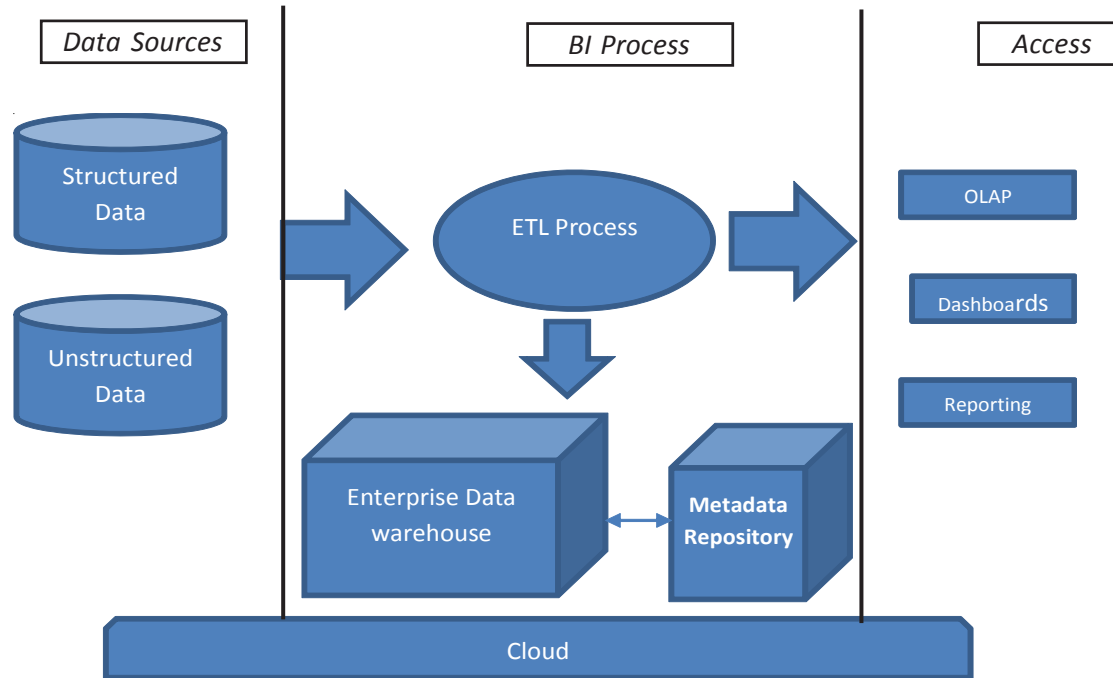 Data Sources
BI Process
Access
Structured
Data
Unstructured
Data
ETL Process
Enterprise Data
warehouse
Metadata
Repository
OLAP
Dashboards
Reporting
Cloud